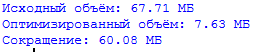 Исходный объём: 67.71 МБ
Оптимизированный объём: 7.63 МБ
Сокращение: 60.08 МБ